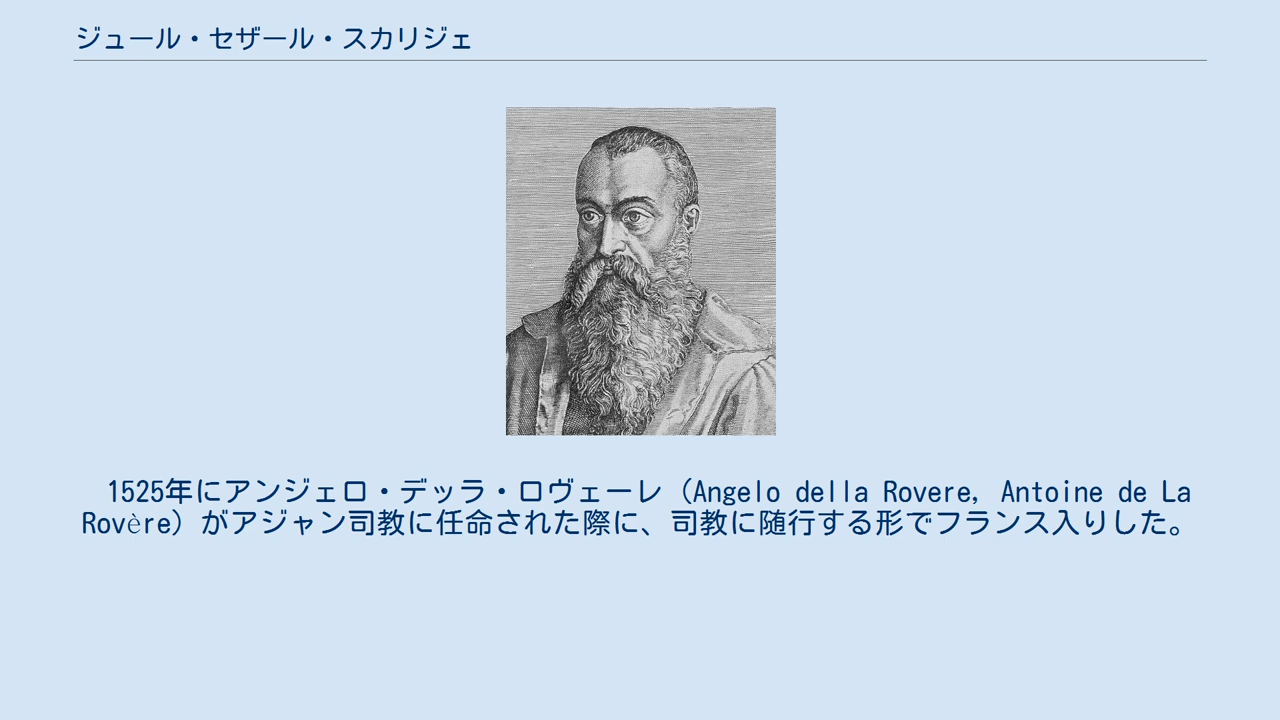 ジュール・セザール・スカリジェ
1525年にアンジェロ・デッラ・ロヴェーレ（Angelo della Rovere, Antoine de La
Rovère）がアジャン司教に任命された際に、司教に随行する形でフランス入りした。